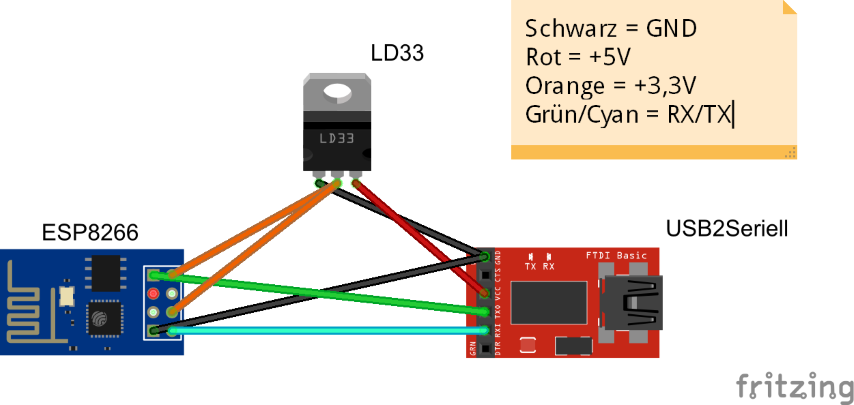 LD33
Schwarz = GND
Rot = +5V
Orange = +3,3V
Grün/Cyan = RX/TX
LD33
ESP8266
USB2Seriell
TX RX
FTDI Basic
GND
CTS
VCC
TXO
RXI
DTR
GRN
fritzing